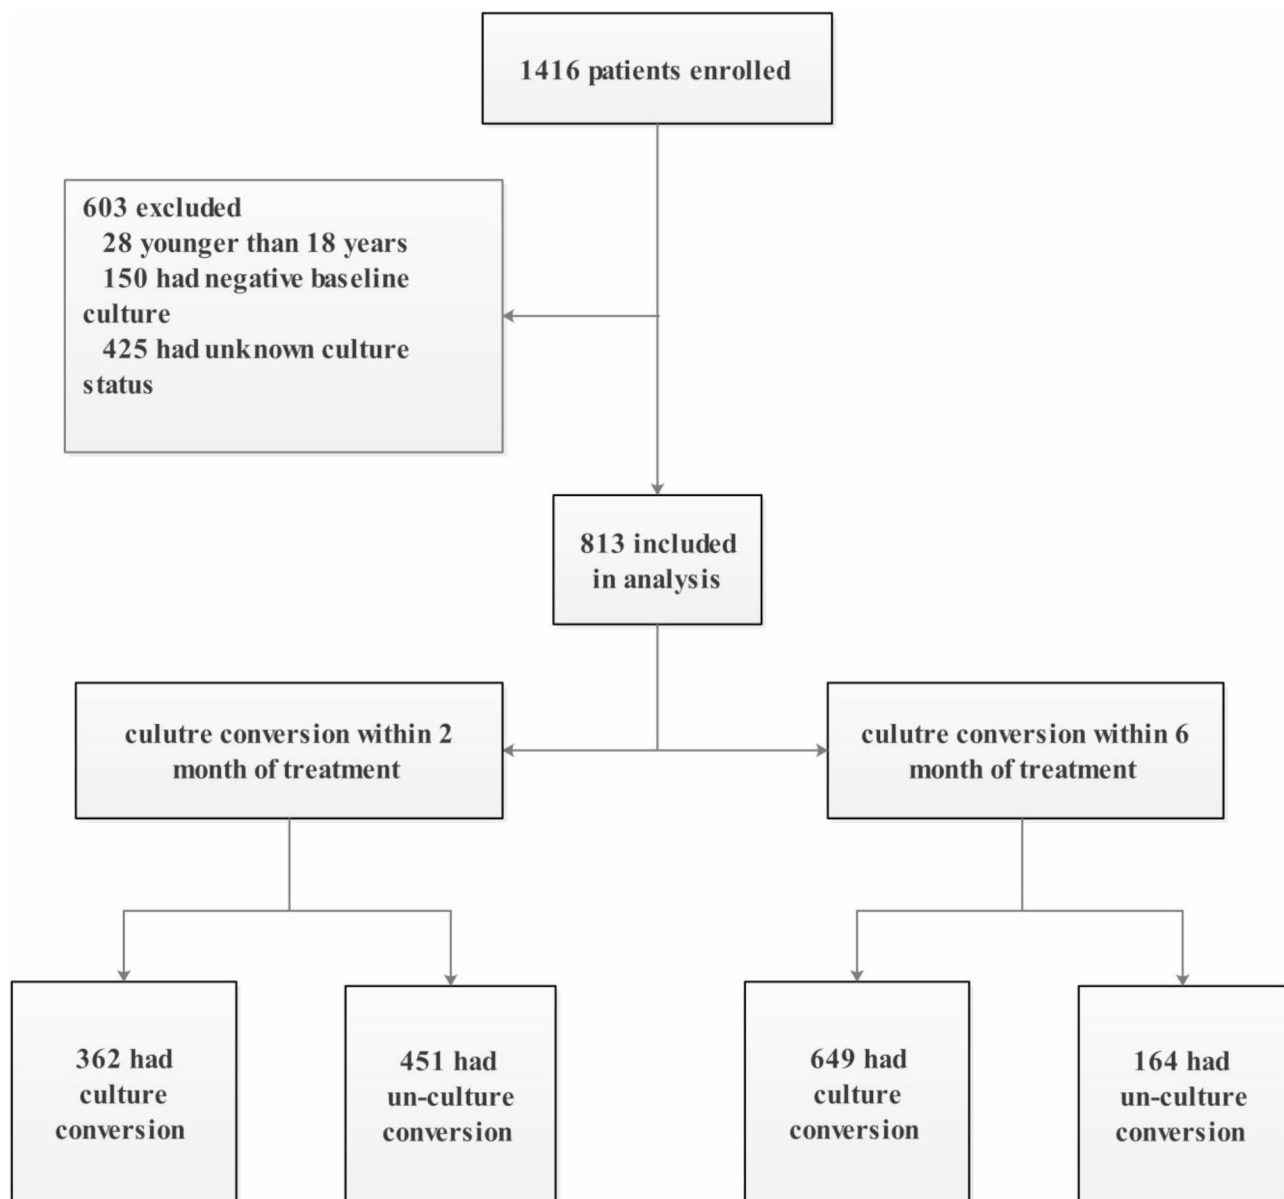 1416 patients enrolled
603 excluded
28 younger than 18 years
150 had negative baseline
culture
425 had unknown culture
status
813 included
in analysis
culutre conversion within 2
month of treatment
culutre conversion within 6
month of treatment
362 had
culture
conversion
451 had
un-culture
conversion
649 had
culture
conversion
164 had
un-culture
conversion